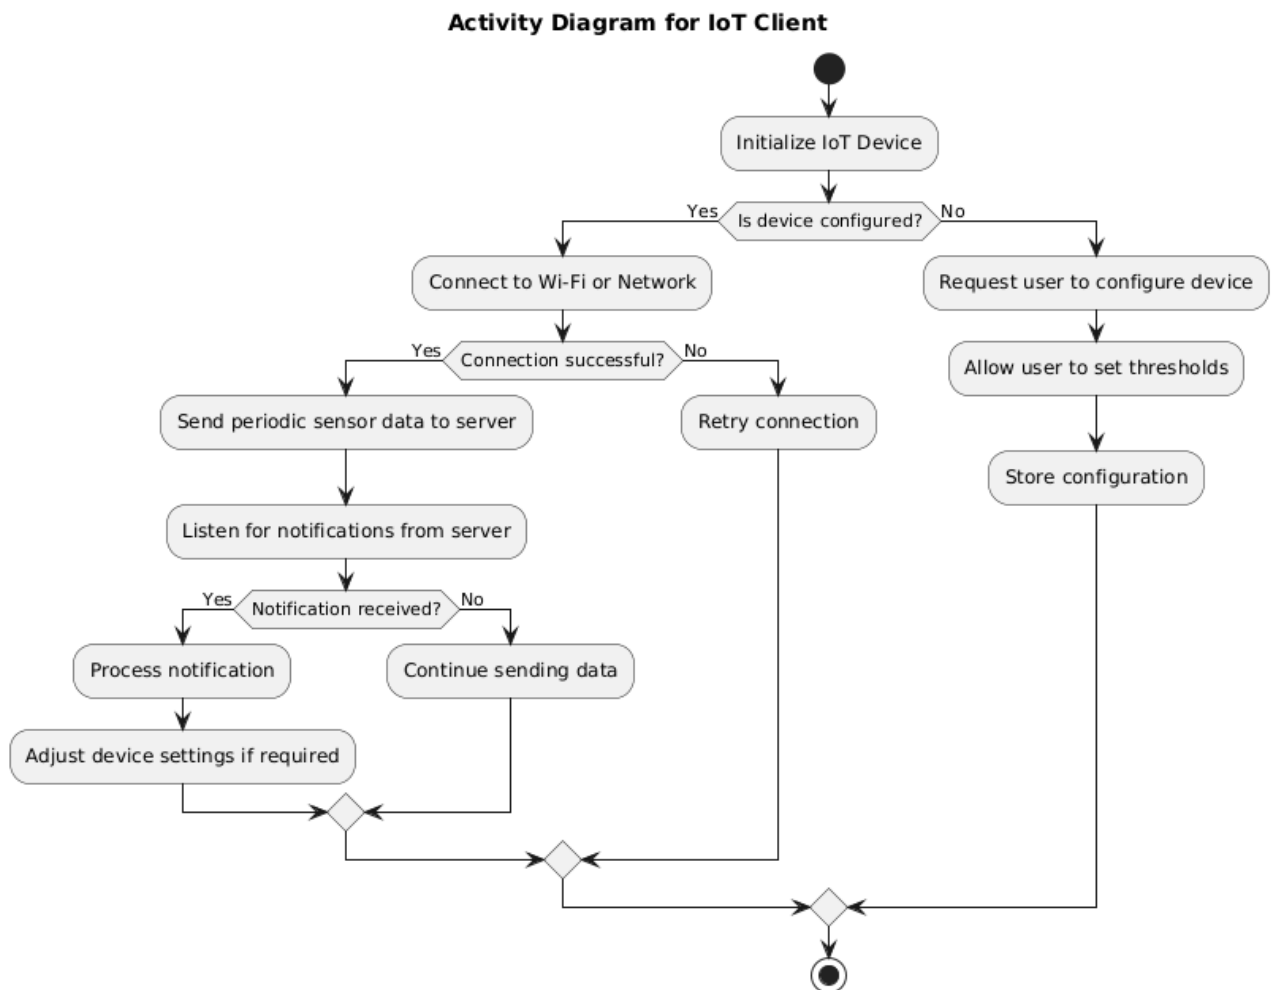 Activity Diagram for IoT Client
Initialize IoT Device
Yes
Is device configured?
No
Connect to Wi-Fi or Network
Request user to configure device
Yes
Connection successful?
No
Allow user to set thresholds
Send periodic sensor data to server
Retry connection
Store configuration
Listen for notifications from server
Yes
Notification received?
No
Process notification
Continue sending data
Adjust device settings if required